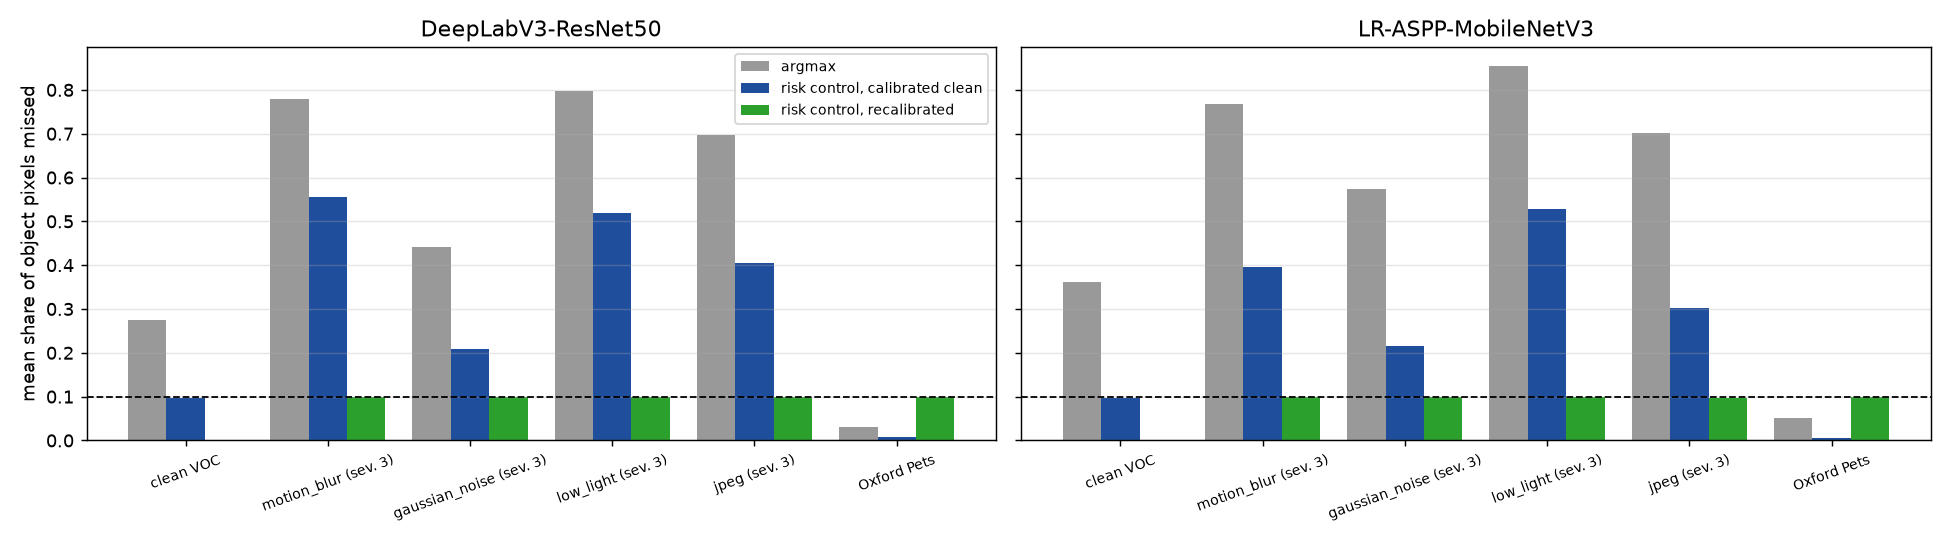 DeepLabV3-ResNet50
LR-ASPP-MobileNetV3
mean share of object pixels missed
0.8
0.7
0.6
0.5
0.4
0.3
0.2
0.1
0.0
argmax
risk control, calibrated clean
risk control, recalibrated
clean VOC
motion_blur (sev. 3)
gaussian_noise (sev. 3)
low_light (sev. 3)
jpeg (sev. 3)
Oxford Pets
clean VOC
motion_blur (sev. 3)
gaussian_noise (sev. 3)
low_light (sev. 3)
jpeg (sev. 3)
Oxford Pets